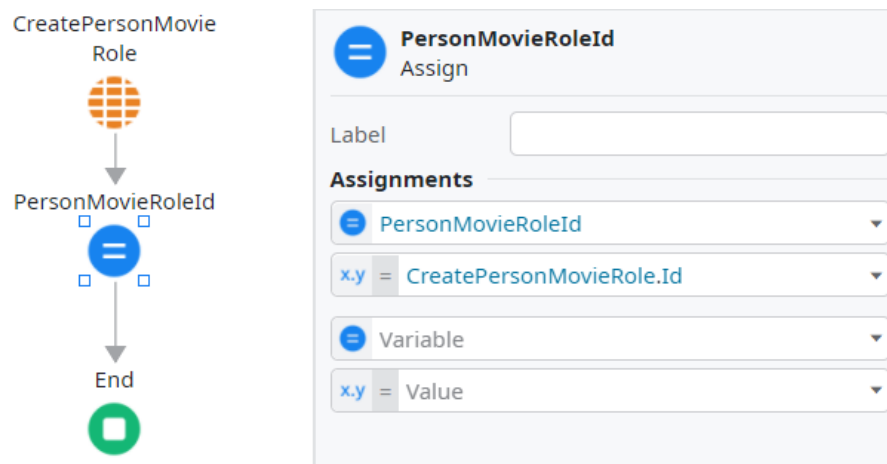 CreatePersonMovie
Role
PersonMovieRoleId
End
PersonMovieRoleId
Assign
Label
Assignments
PersonMovieRoleId
x.y = CreatePersonMovieRole.Id
Variable
x.y = Value